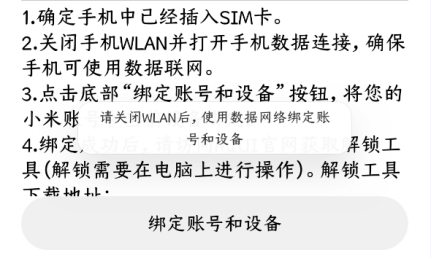 1.确定手机中已经插入SIM卡。
2.关闭手机WLAN并打开手机数据连接，确保
手机可使用数据联网。
3.点击底部“绑定账号和设备”按钮，将您的
小米账
请关闭WLAN后，使用数据网络绑定账
号和设备
4.绑定成功后，请访 官网获取解锁工
具(解锁需要在电脑上进行操作)。解锁工具
下载地址：
绑定账号和设备